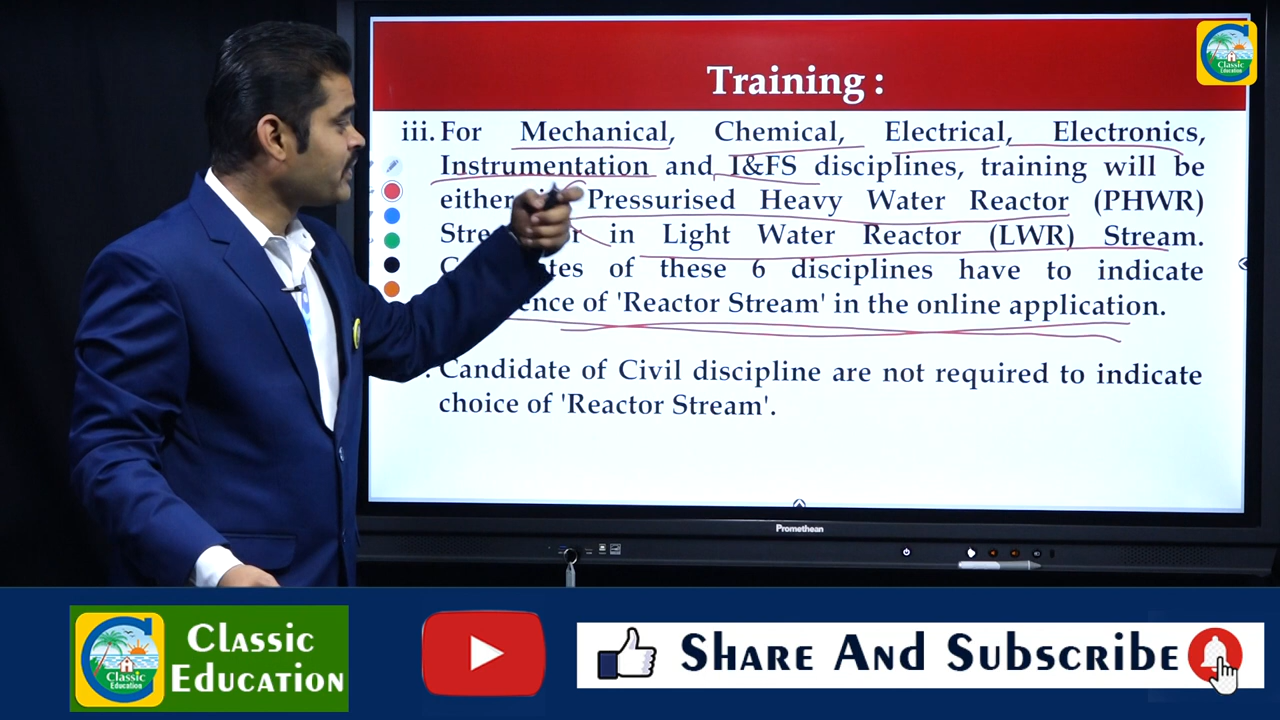 Training :
Classic
Education
iii. For Mechanical, Chemical, Electrical, Electronics,
Instrumentation and I&FS disciplines, training will be
either Pressurised Heavy Water Reactor (PHWR)
in Light Water Reactor (LWR) Stream.
of these 6 disciplines have to indicate
of 'Reactor Stream' in the online application.
Candidate of Civil discipline are not required to indicate
choice of 'Reactor Stream'.
Promethean
Classic
Education
Classic
Education
Share And Subscribe